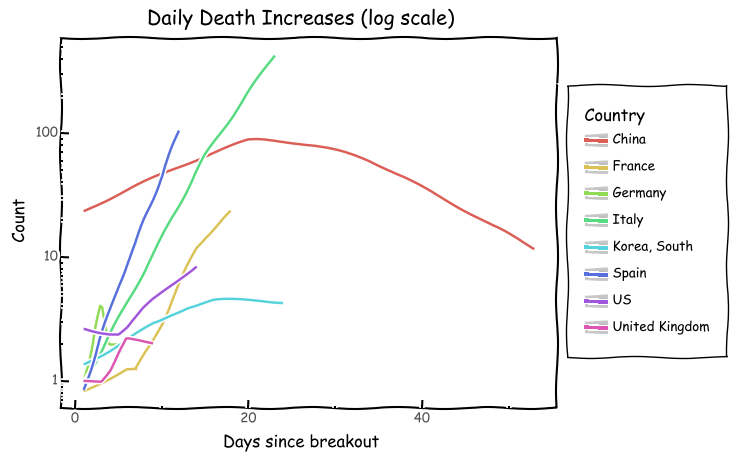 Daily Death Increases (log scale)
Count
100
10
1
0
20
40
Days since breakout
Country
China
France
Germany
Italy
Korea, South
Spain
US
United Kingdom